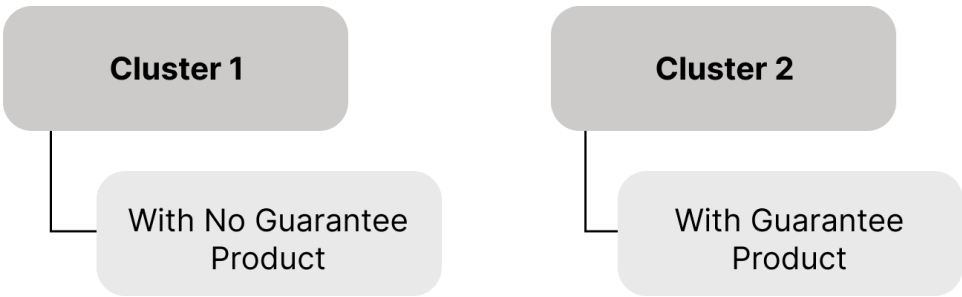 Cluster 1
With No Guarantee
Product
Cluster 2
With Guarantee
Product